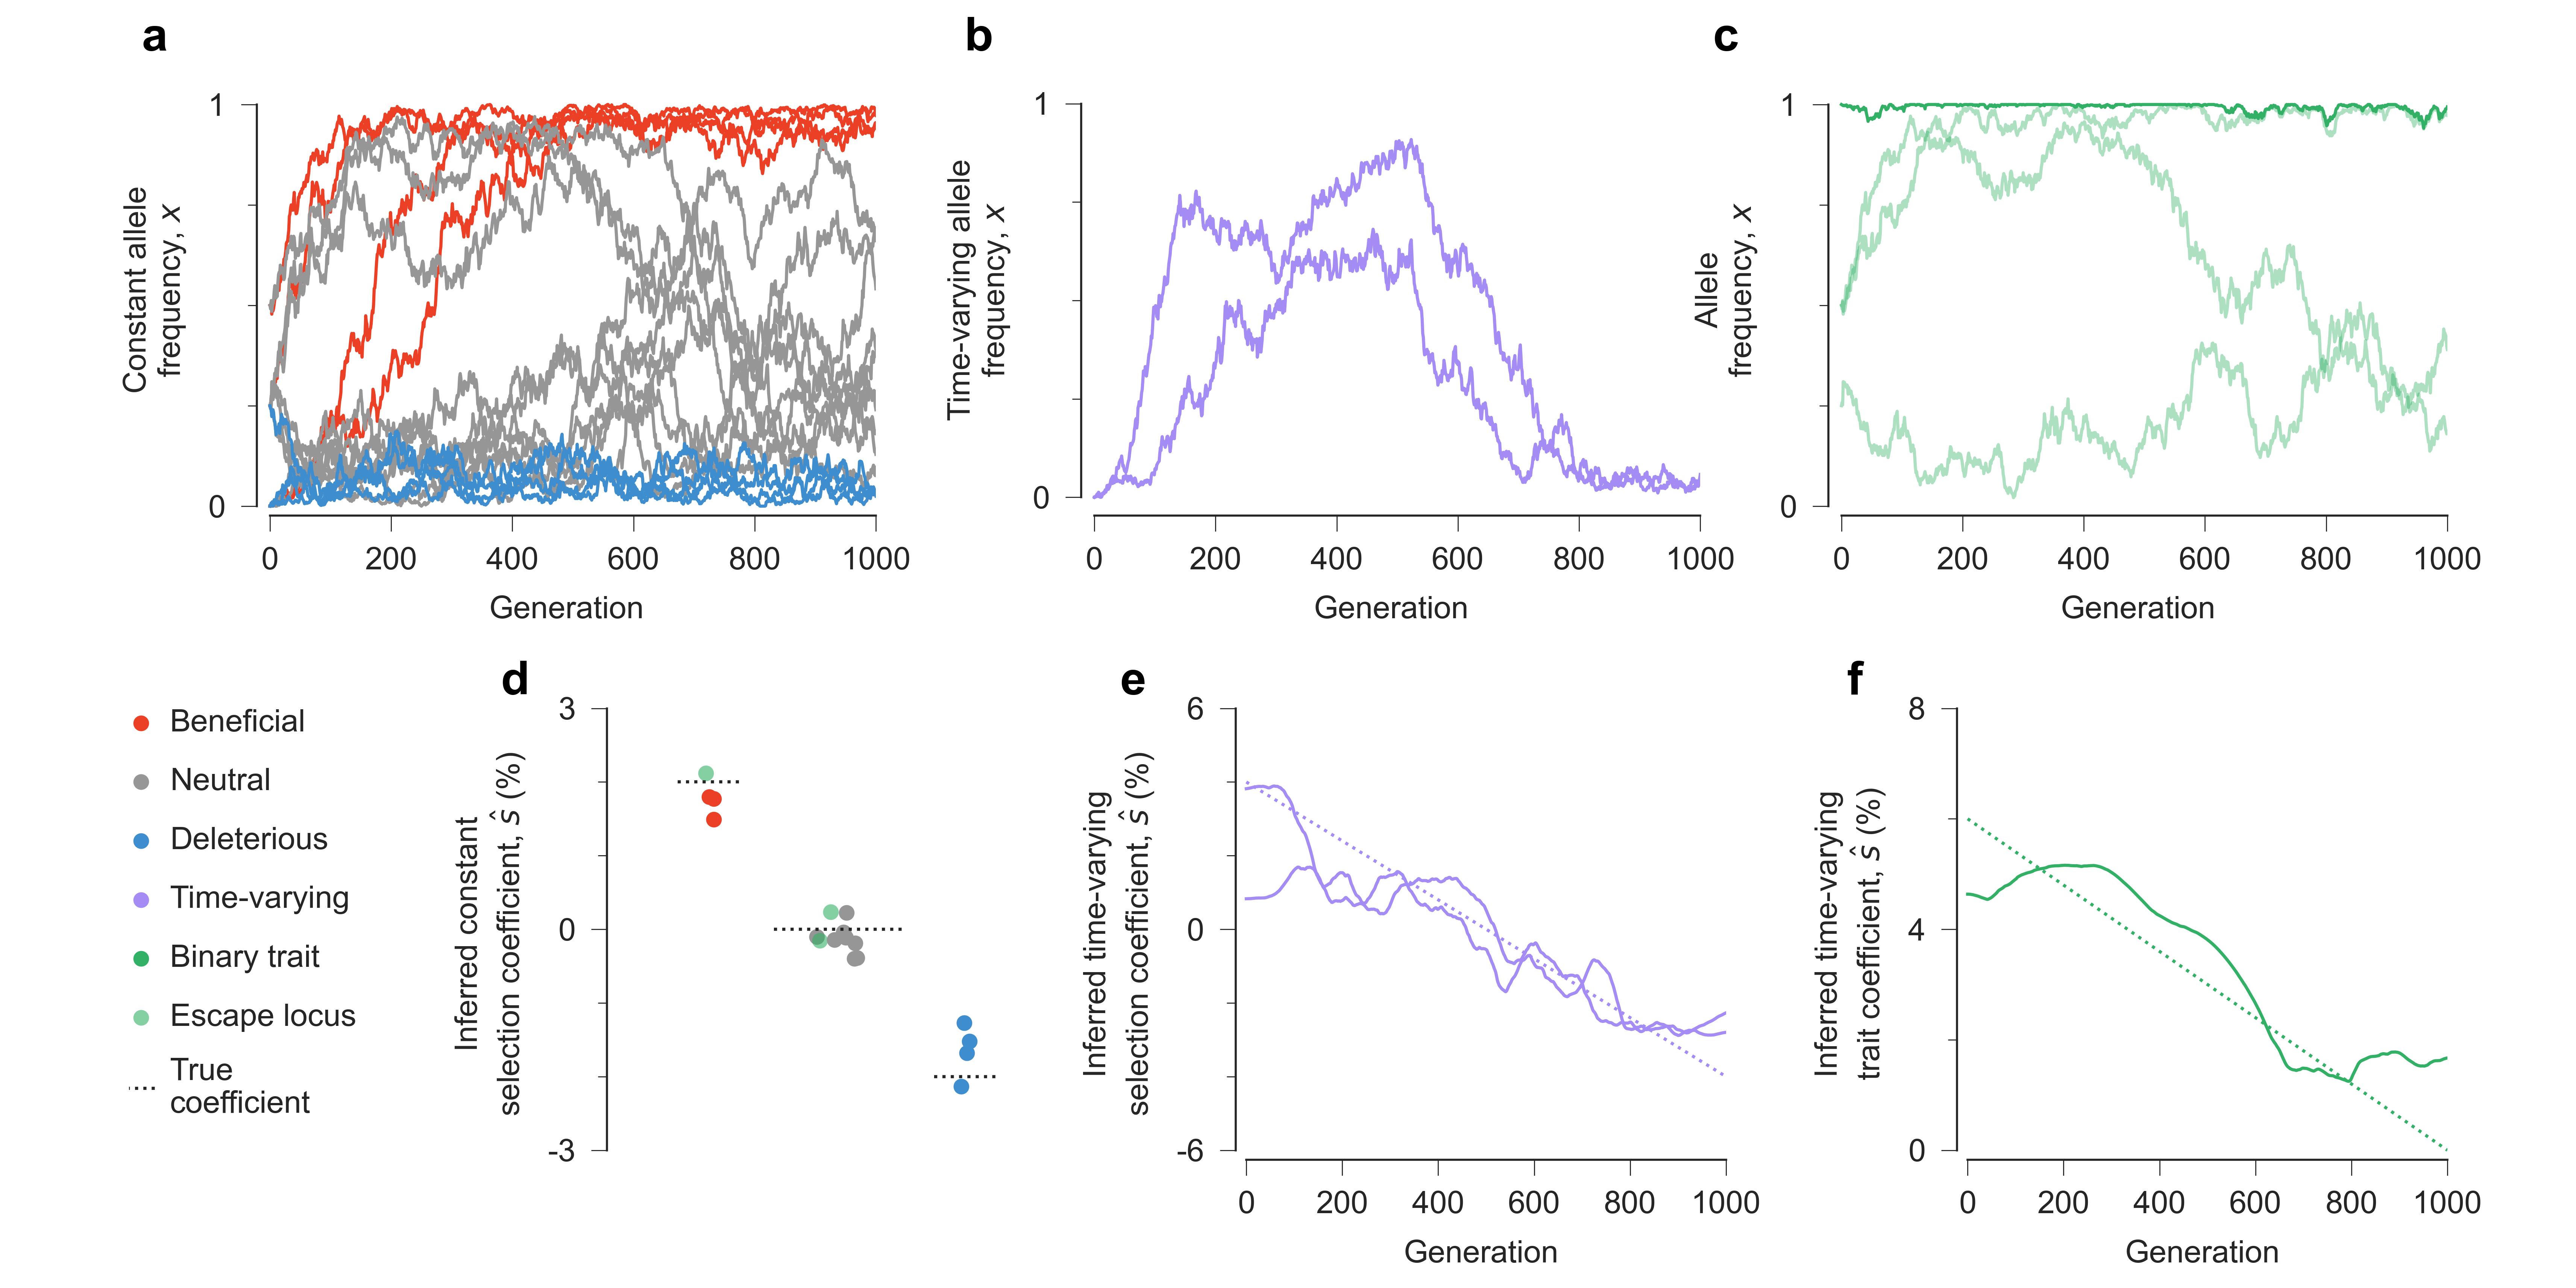 a
b
c
1
0
Constant allele
frequency, x
0 200 400 600 800 1000
Generation
1
0
Time-varying allele
frequency, x
0 200 400 600 800 1000
Generation
1
0
Allele
frequency, x
0 200 400 600 800 1000
Generation
Beneficial
Neutral
Deleterious
Time-varying
Binary trait
Escape locus
True
coefficient
d
3
0
-3
Inferred constant
selection coefficient, ŝ (%)
e
6
0
-6
Inferred time-varying
selection coefficient, ŝ (%)
0 200 400 600 800 1000
Generation
f
8
4
0
Inferred time-varying
trait coefficient, ŝ (%)
0 200 400 600 800 1000
Generation